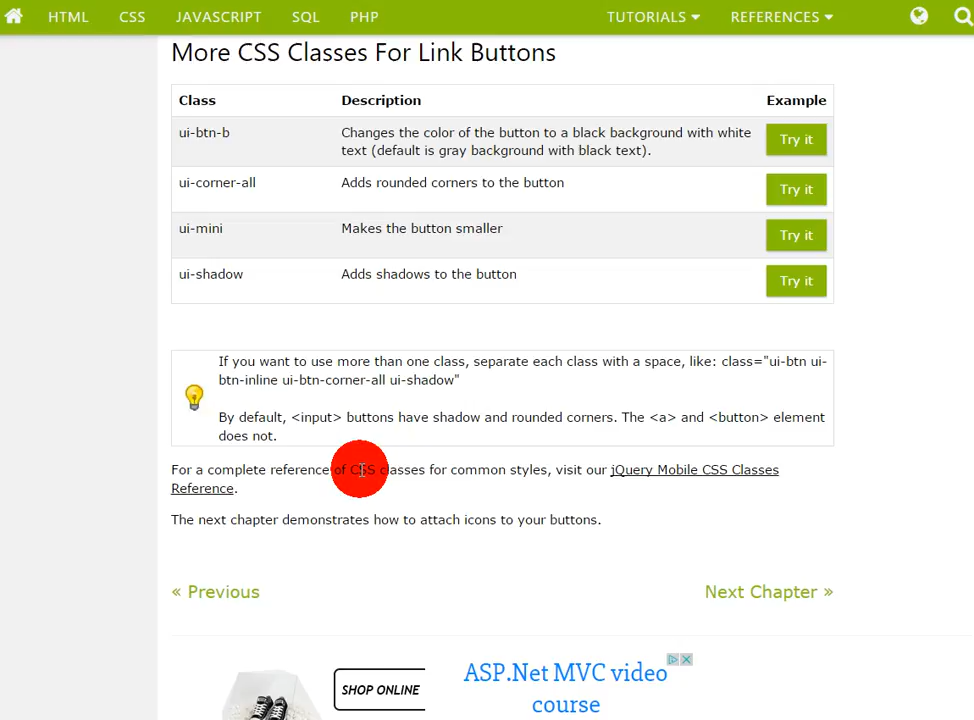 HTML CSS JAVASCRIPT SQL PHP TUTORIALS REFERENCES
More CSS Classes For Link Buttons
Class Description Example
ui-btn-b Changes the color of the button to a black background with white Try it
text (default is gray background with black text).
ui-corner-all Adds rounded corners to the button Try it
ui-mini Makes the button smaller Try it
ui-shadow Adds shadows to the button Try it
If you want to use more than one class, separate each class with a space, like: class="ui-btn ui-
btn-inline ui-btn-corner-all ui-shadow"
By default, <input> buttons have shadow and rounded corners. The <a> and <button> element
does not.
For a complete reference of CSS classes for common styles, visit our jQuery Mobile CSS Classes
Reference.
The next chapter demonstrates how to attach icons to your buttons.
« Previous Next Chapter »
SHOP ONLINE
ASP.Net MVC video
course